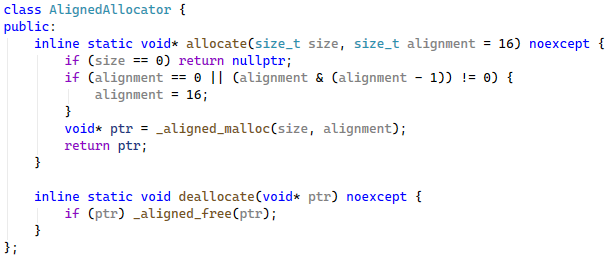 class AlignedAllocator {
public:
    inline static void* allocate(size_t size, size_t alignment = 16) noexcept {
        if (size == 0) return nullptr;
        if (alignment == 0 || (alignment & (alignment - 1)) != 0) {
            alignment = 16;
        }
        void* ptr = _aligned_malloc(size, alignment);
        return ptr;
    }

    inline static void deallocate(void* ptr) noexcept {
        if (ptr) _aligned_free(ptr);
    }
};